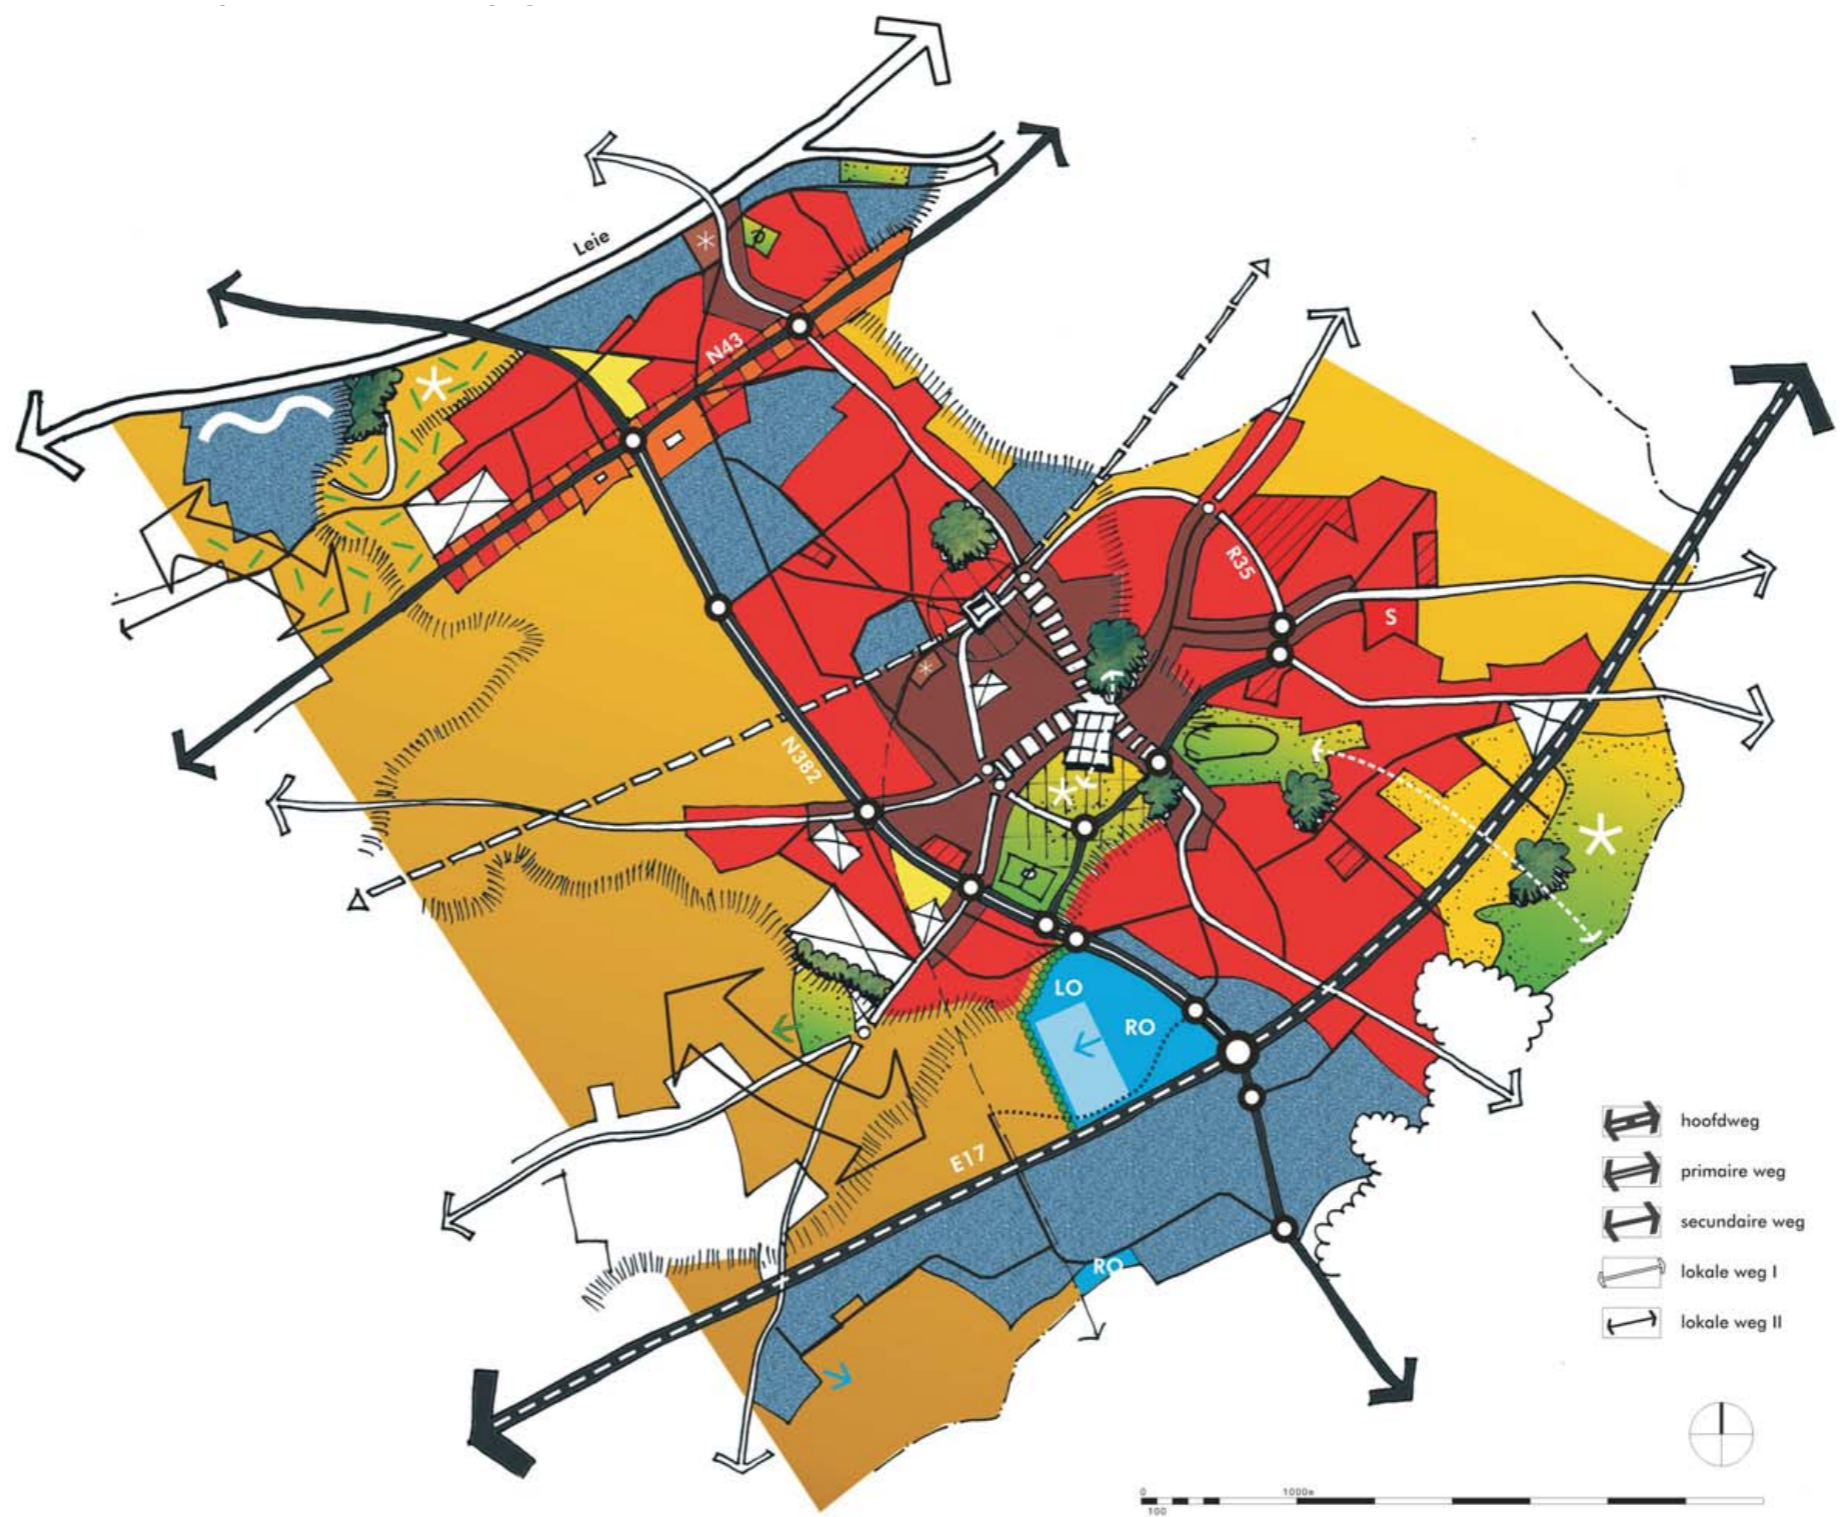 Leie
N43
R35
S
N382
LO
RO
E17
RO
hoofdweg
primaire weg
secundaire weg
lokale weg I
lokale weg II
0
1000m
100